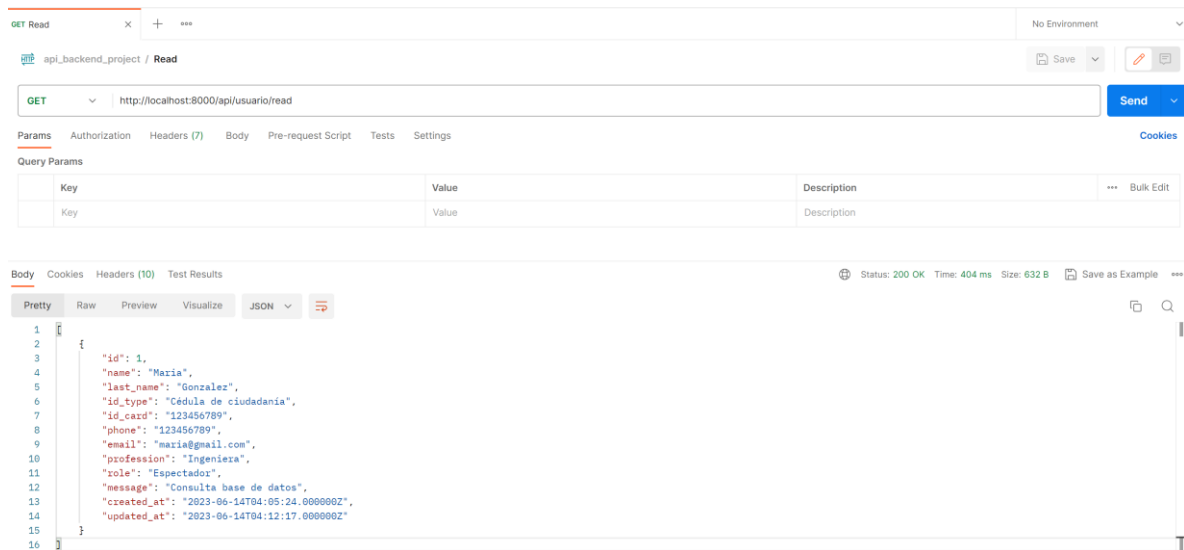 GET Read
No Environment
HTTP api_backend_project / Read
Save
GET http://localhost:8000/api/usuario/read Send
Params Authorization Headers (7) Body Pre-request Script Tests Settings Cookies
Query Params
Key Value Description Bulk Edit
Key Value Description
Body Cookies Headers (10) Test Results Status: 200 OK Time: 404 ms Size: 632 B Save as Example
Pretty Raw Preview Visualize JSON
1 [
2 {
3 "id": 1,
4 "name": "Maria",
5 "last_name": "Gonzalez",
6 "id_type": "Cédula de ciudadanía",
7 "id_card": "123456789",
8 "phone": "123456789",
9 "email": "maria@gmail.com",
10 "profession": "Ingeniera",
11 "role": "Espectador",
12 "message": "Consulta base de datos",
13 "created_at": "2023-06-14T04:05:24.000000Z",
14 "updated_at": "2023-06-14T04:12:17.000000Z"
15 }
16 ]